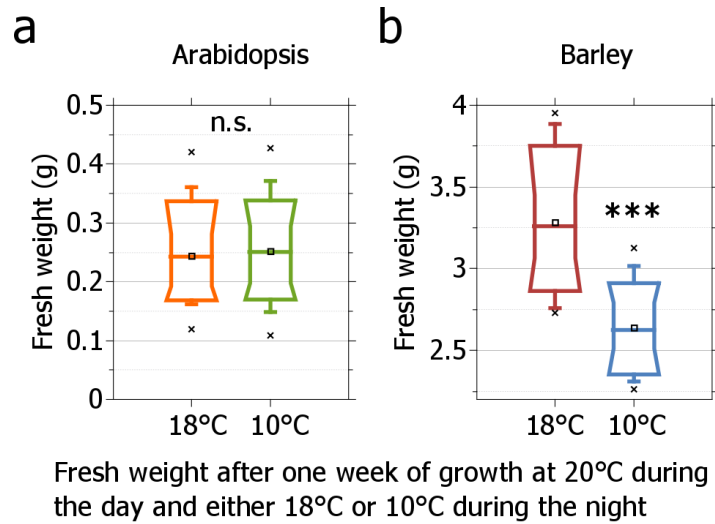 a
Arabidopsis
Fresh weight (g)
0.5
0.4
0.3
0.2
0.1
0
n.s.
18°C 10°C
b
Barley
Fresh weight (g)
4
3.5
3
2.5
***
18°C 10°C
Fresh weight after one week of growth at 20°C during
the day and either 18°C or 10°C during the night